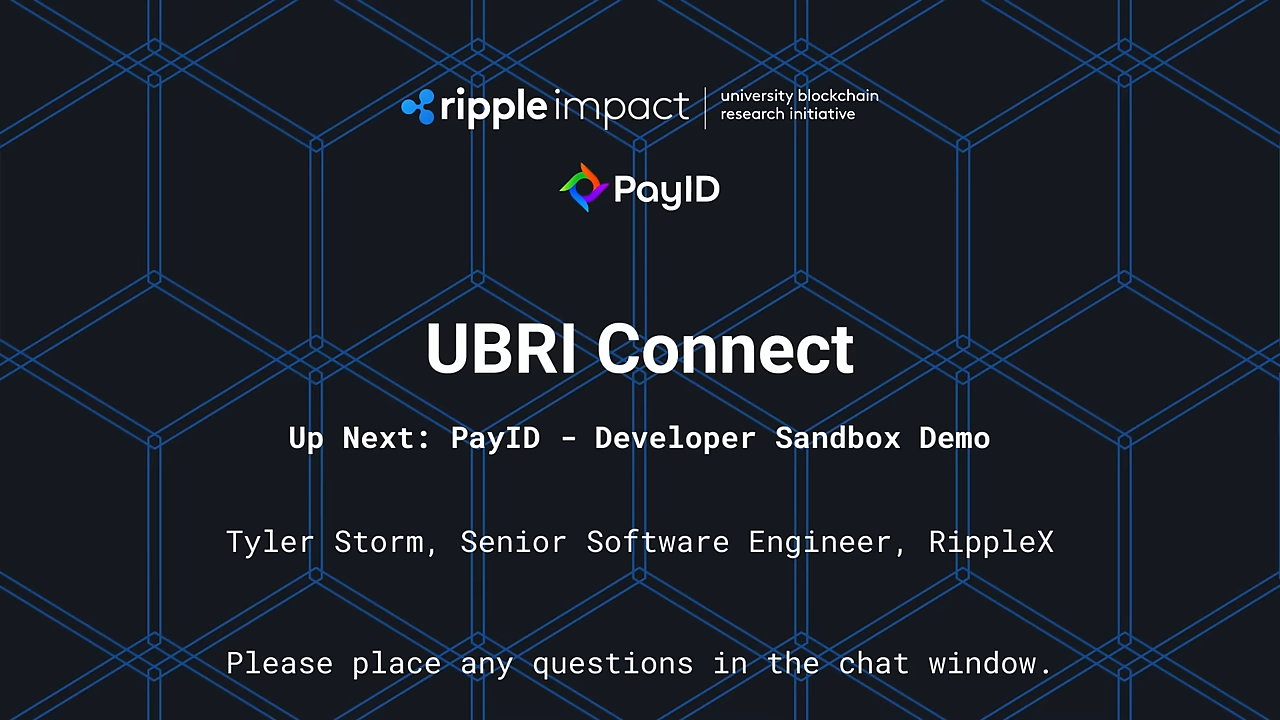 ripple impact
university blockchain
research initiative
PayID
UBRI Connect
Up Next: PayID - Developer Sandbox Demo
Tyler Storm, Senior Software Engineer, RippleX
Please place any questions in the chat window.